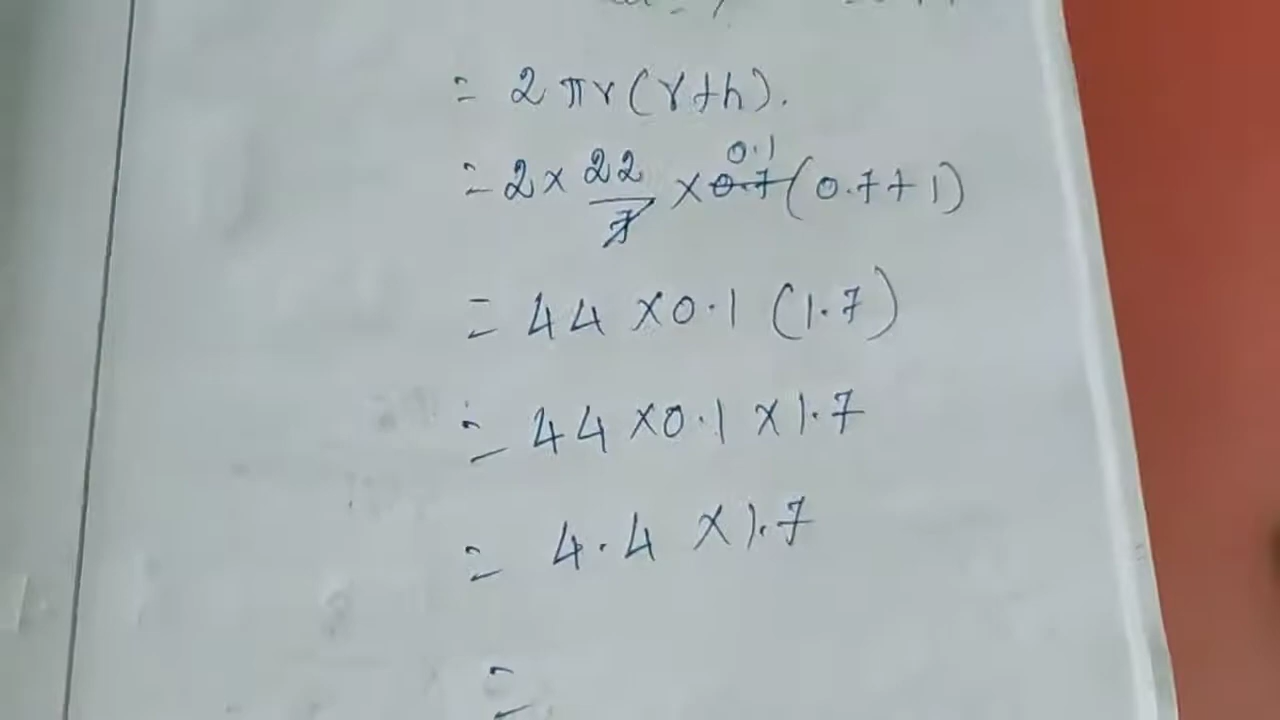 = 2πr(r+h).
= 2 × 22/7 × 0.7 0.1 (0.7+1)
= 44 × 0.1 (1.7)
= 44 × 0.1 × 1.7
= 4.4 × 1.7
=